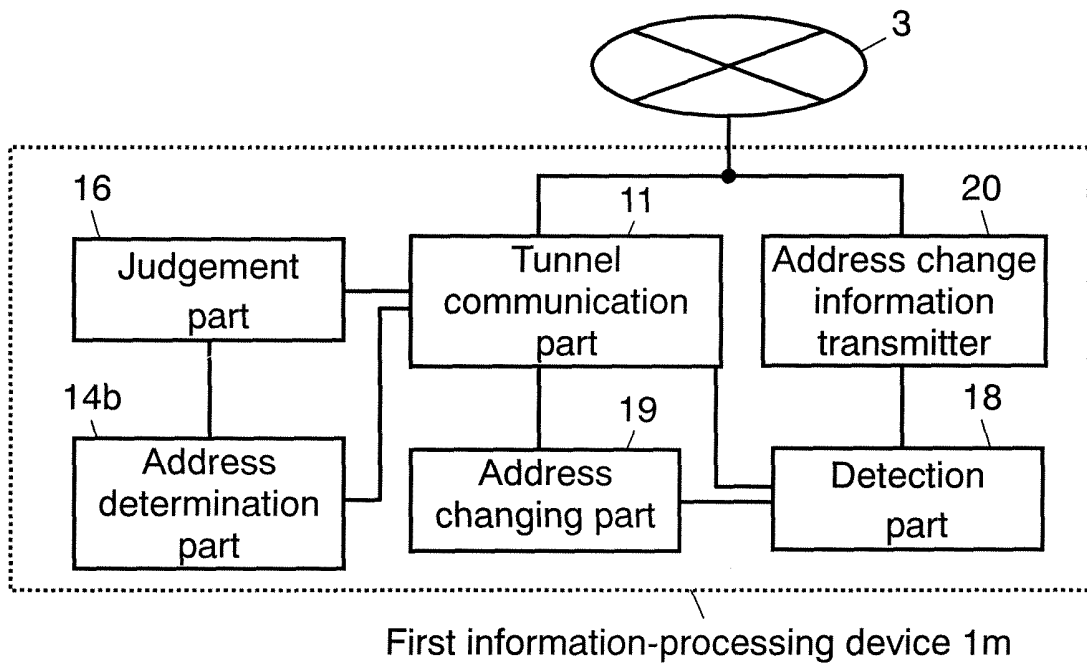 3
16
11
20
Judgement
part
Tunnel
communication
part
Address change
information
transmitter
14b
19
18
Address
determination
part
Address
changing part
Detection
part
First information-processing device 1m